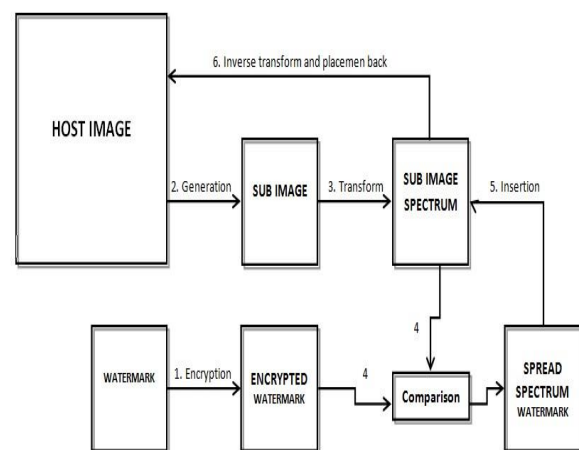 6. Inverse transform and placemen back
HOST IMAGE
2. Generation
SUB IMAGE
3. Transform
SUB IMAGE
SPECTRUM
5. Insertion
4
WATERMARK
1. Encryption
ENCRYPTED
WATERMARK
4
Comparison
SPREAD
SPECTRUM
WATERMARK